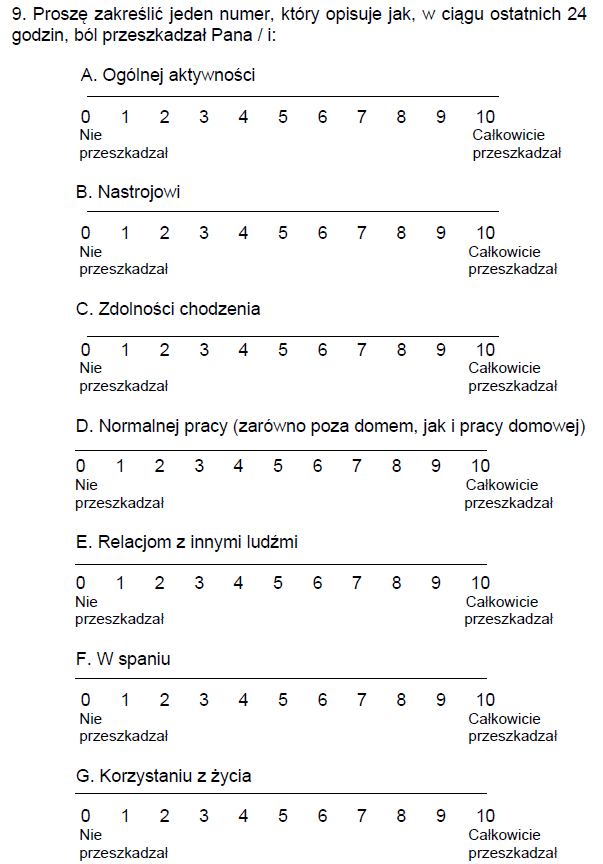 9. Proszę zakreślić jeden numer, który opisuje jak, w ciągu ostatnich 24
godzin, ból przeszkadzał Pana / i:
A. Ogólnej aktywności
0 1 2 3 4 5 6 7 8 9 10
Nie Całkowicie
przeszkadzał przeszkadzał
B. Nastrojowi
0 1 2 3 4 5 6 7 8 9 10
Nie Całkowicie
przeszkadzał przeszkadzał
C. Zdolności chodzenia
0 1 2 3 4 5 6 7 8 9 10
Nie Całkowicie
przeszkadzał przeszkadzał
D. Normalnej pracy (zarówno poza domem, jak i pracy domowej)
0 1 2 3 4 5 6 7 8 9 10
Nie Całkowicie
przeszkadzał przeszkadzał
E. Relacjom z innymi ludźmi
0 1 2 3 4 5 6 7 8 9 10
Nie Całkowicie
przeszkadzał przeszkadzał
F. W spaniu
0 1 2 3 4 5 6 7 8 9 10
Nie Całkowicie
przeszkadzał przeszkadzał
G. Korzystaniu z życia
0 1 2 3 4 5 6 7 8 9 10
Nie Całkowicie
przeszkadzał przeszkadzał